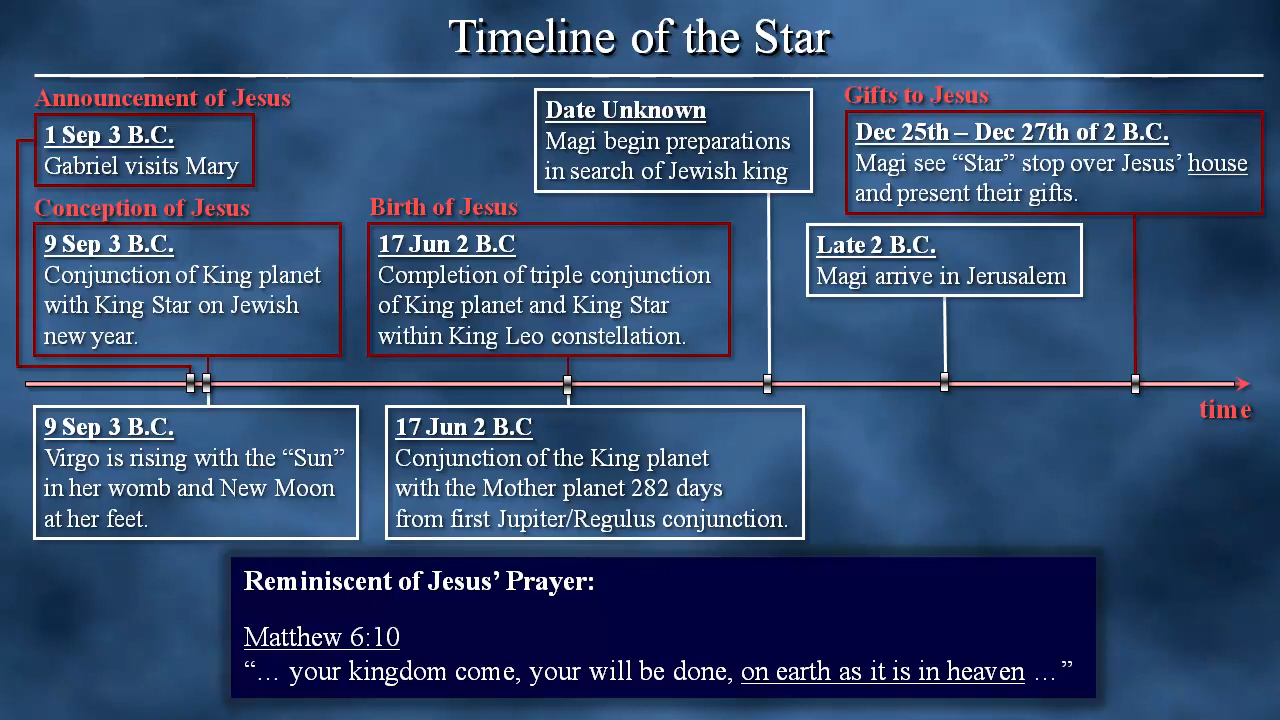 Timeline of the Star
Announcement of Jesus
1 Sep 3 B.C.
Gabriel visits Mary
Conception of Jesus
9 Sep 3 B.C.
Conjunction of King planet
with King Star on Jewish
new year.
Birth of Jesus
17 Jun 2 B.C
Completion of triple conjunction
of King planet and King Star
within King Leo constellation.
Date Unknown
Magi begin preparations
in search of Jewish king
Late 2 B.C.
Magi arrive in Jerusalem
Gifts to Jesus
Dec 25th – Dec 27th of 2 B.C.
Magi see “Star” stop over Jesus’ house
and present their gifts.
time
9 Sep 3 B.C.
Virgo is rising with the “Sun”
in her womb and New Moon
at her feet.
17 Jun 2 B.C
Conjunction of the King planet
with the Mother planet 282 days
from first Jupiter/Regulus conjunction.
Reminiscent of Jesus’ Prayer:
Matthew 6:10
“… your kingdom come, your will be done, on earth as it is in heaven …”